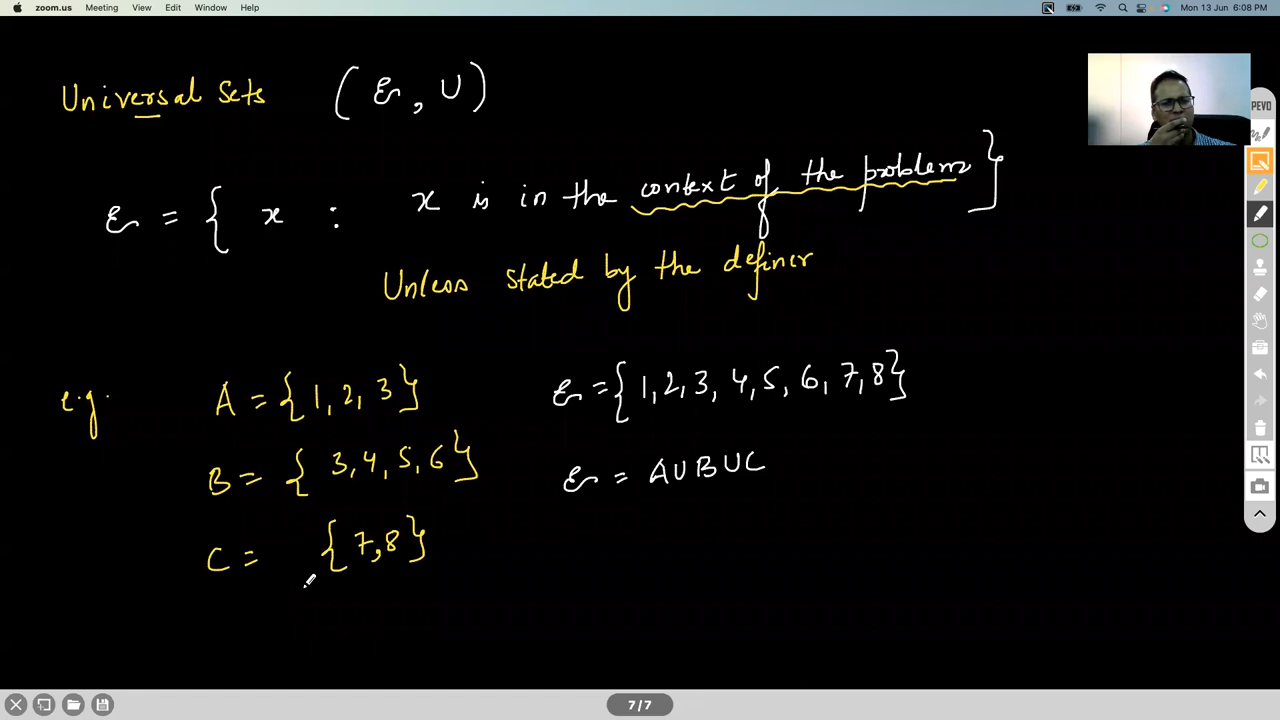 zoom.us Meeting View Edit Window Help Mon 13 Jun 6:08 PM
Universal Sets (ℰ, U)
ℰ = { x : x is in the context of the problem }
Unless stated by the definer
e.g. A = {1, 2, 3} ℰ = {1, 2, 3, 4, 5, 6, 7, 8}
B = {3, 4, 5, 6} ℰ = A U B U C
C = {7, 8}
7/7